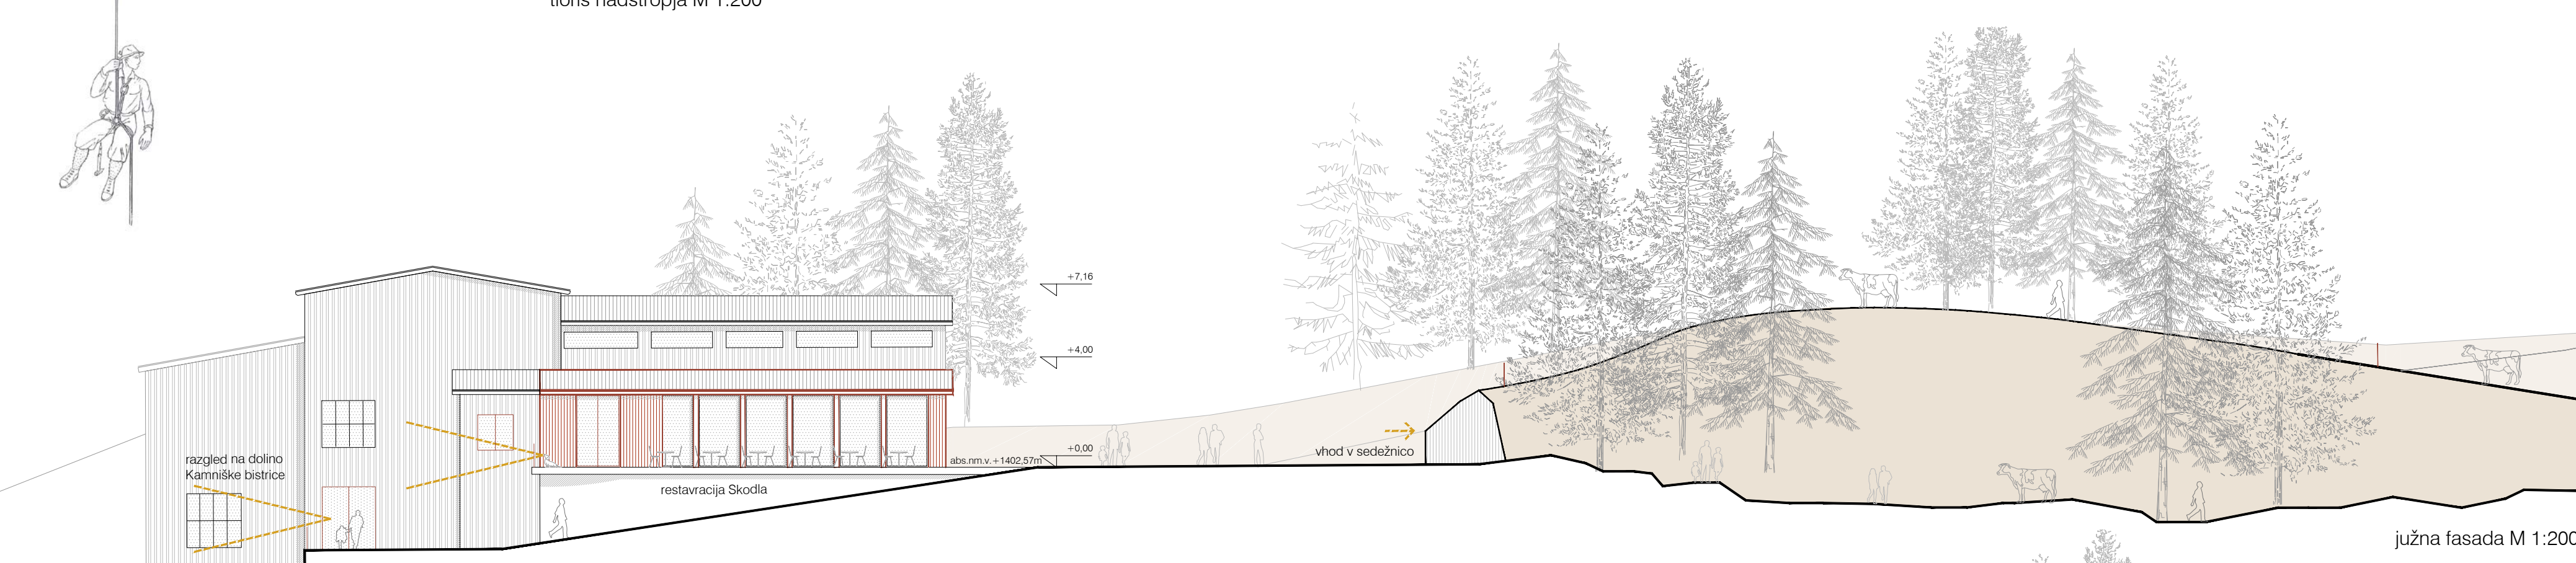 tloris nadstropja M 1:200
+7,16
+4,00
+0,00
abs.nm.v.+1402,57m
vhod v sedežnico
razgled na dolino
Kamniške bistrice
restavracija Skodla
južna fasada M 1:200